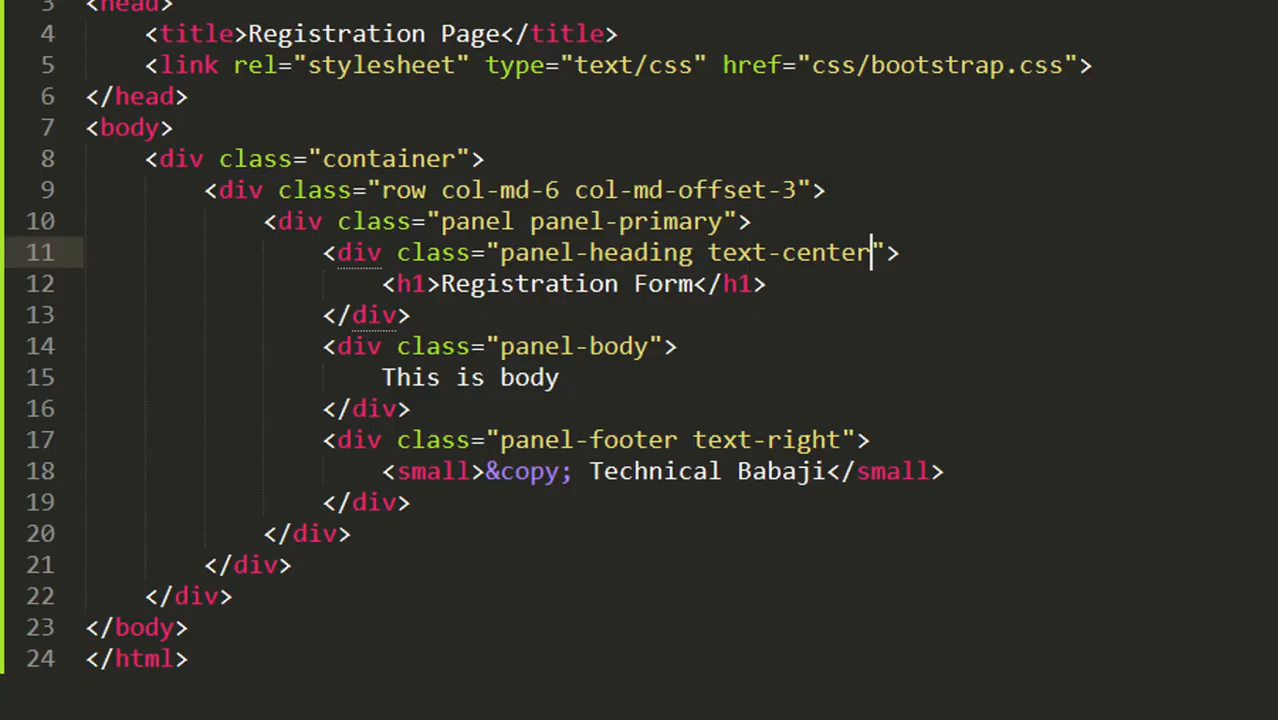 3 <head>
4 <title>Registration Page</title>
5 <link rel="stylesheet" type="text/css" href="css/bootstrap.css">
6 </head>
7 <body>
8 <div class="container">
9 <div class="row col-md-6 col-md-offset-3">
10 <div class="panel panel-primary">
11 <div class="panel-heading text-center">
12 <h1>Registration Form</h1>
13 </div>
14 <div class="panel-body">
15 This is body
16 </div>
17 <div class="panel-footer text-right">
18 <small>&copy; Technical Babaji</small>
19 </div>
20 </div>
21 </div>
22 </div>
23 </body>
24 </html>